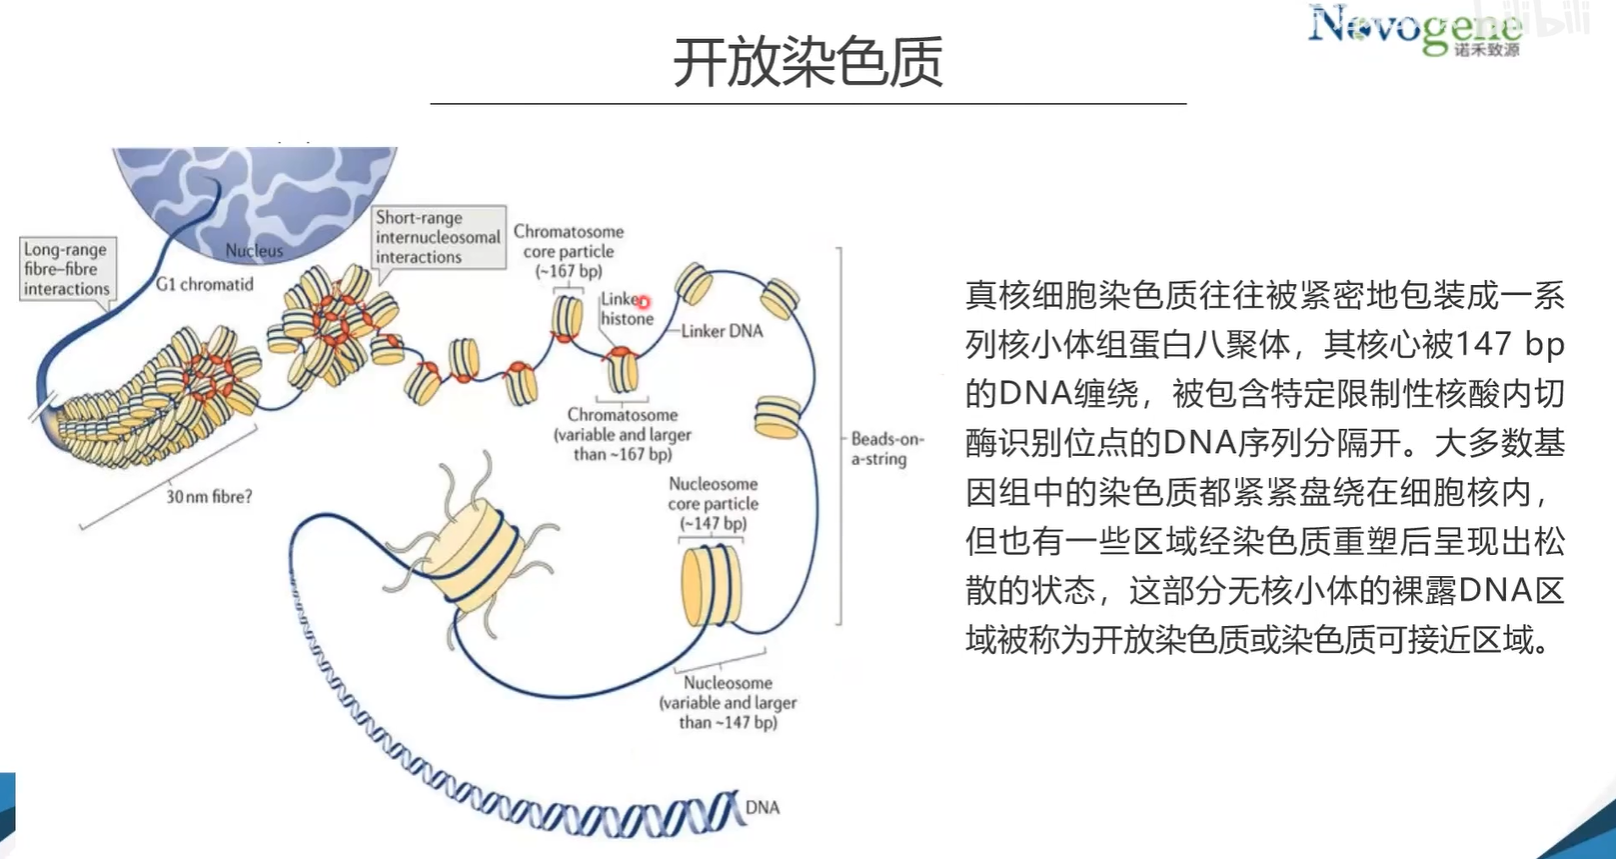 开放染色质
Novogene
诺禾致源
bilibili
Nucleus
G1 chromatid
Long-range
fibre–fibre
interactions
Short-range
internucleosomal
interactions
Chromatosome
core particle
(~167 bp)
Linker
histone
Linker DNA
Chromatosome
(variable and larger
than ~167 bp)
30 nm fibre?
Beads-on-
a-string
Nucleosome
core particle
(~147 bp)
Nucleosome
(variable and larger
than ~147 bp)
DNA
真核细胞染色质往往被紧密地包装成一系
列核小体组蛋白八聚体，其核心被147 bp
的DNA缠绕，被包含特定限制性核酸内切
酶识别位点的DNA序列分隔开。大多数基
因组中的染色质都紧紧盘绕在细胞核内，
但也有一些区域经染色质重塑后呈现出松
散的状态，这部分无核小体的裸露DNA区
域被称为开放染色质或染色质可接近区域。